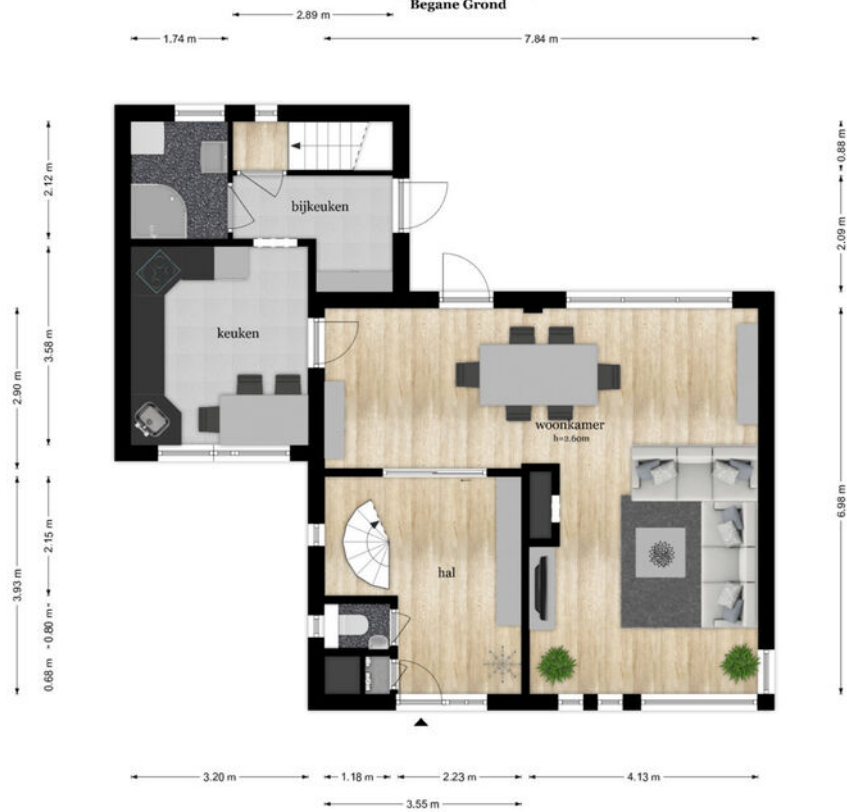 Begane Grond
2.89 m
1.74 m
7.84 m
2.12 m
0.88 m
2.09 m
bijkeuken
keuken
3.58 m
2.90 m
woonkamer
h=2.60m
6.98 m
3.93 m
2.15 m
hal
0.80 m
0.68 m
3.20 m
1.18 m
2.23 m
4.13 m
3.55 m